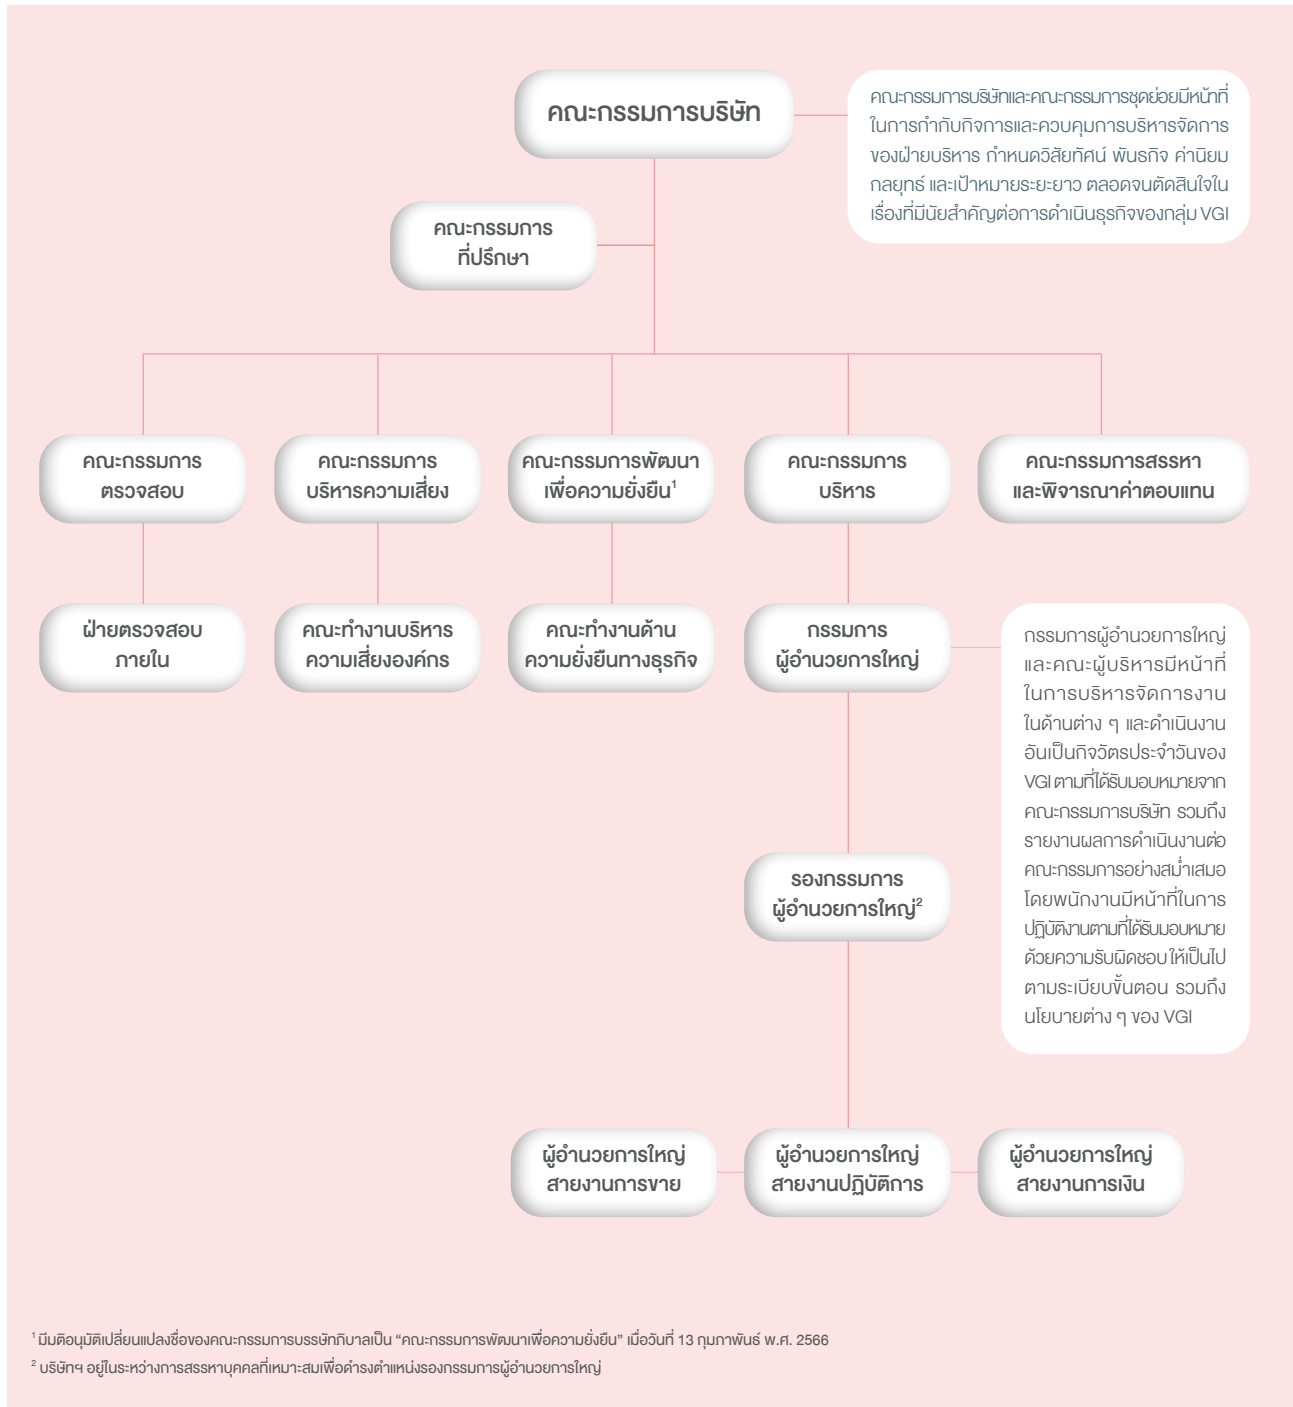 คณะกรรมการบริษัท
คณะกรรมการบริษัทและคณะกรรมการชุดย่อยมีหน้าที่
ในการกำกับกิจการและควบคุมการบริหารจัดการ
ของฝ่ายบริหาร กำหนดวิสัยทัศน์ พันธกิจ ค่านิยม
กลยุทธ์ และเป้าหมายระยะยาว ตลอดจนตัดสินใจใน
เรื่องที่มีนัยสำคัญต่อการดำเนินธุรกิจของกลุ่ม VGI
คณะกรรมการ
ที่ปรึกษา
คณะกรรมการ
ตรวจสอบ
คณะกรรมการ
บริหารความเสี่ยง
คณะกรรมการพัฒนา
เพื่อความยั่งยืน¹
คณะกรรมการ
บริหาร
คณะกรรมการสรรหา
และพิจารณาค่าตอบแทน
ฝ่ายตรวจสอบ
ภายใน
คณะทำงานบริหาร
ความเสี่ยงองค์กร
คณะทำงานด้าน
ความยั่งยืนทางธุรกิจ
กรรมการ
ผู้อำนวยการใหญ่
กรรมการผู้อำนวยการใหญ่
และคณะผู้บริหารมีหน้าที่
ในการบริหารจัดการงาน
ในด้านต่าง ๆ และดำเนินงาน
อันเป็นกิจวัตรประจำวันของ
VGI ตามที่ได้รับมอบหมายจาก
คณะกรรมการบริษัท รวมถึง
รายงานผลการดำเนินงานต่อ
คณะกรรมการอย่างสม่ำเสมอ
โดยพนักงานมีหน้าที่ในการ
ปฏิบัติงานตามที่ได้รับมอบหมาย
ด้วยความรับผิดชอบ ให้เป็นไป
ตามระเบียบขั้นตอน รวมถึง
นโยบายต่าง ๆ ของ VGI
รองกรรมการ
ผู้อำนวยการใหญ่²
ผู้อำนวยการใหญ่
สายงานการขาย
ผู้อำนวยการใหญ่
สายงานปฏิบัติการ
ผู้อำนวยการใหญ่
สายงานการเงิน
¹ มีมติอนุมัติเปลี่ยนแปลงชื่อของคณะกรรมการบรรษัทภิบาลเป็น “คณะกรรมการพัฒนาเพื่อความยั่งยืน” เมื่อวันที่ 13 กุมภาพันธ์ พ.ศ. 2566
² บริษัทฯ อยู่ในระหว่างการสรรหาบุคคลที่เหมาะสมเพื่อดำรงตำแหน่งรองกรรมการผู้อำนวยการใหญ่